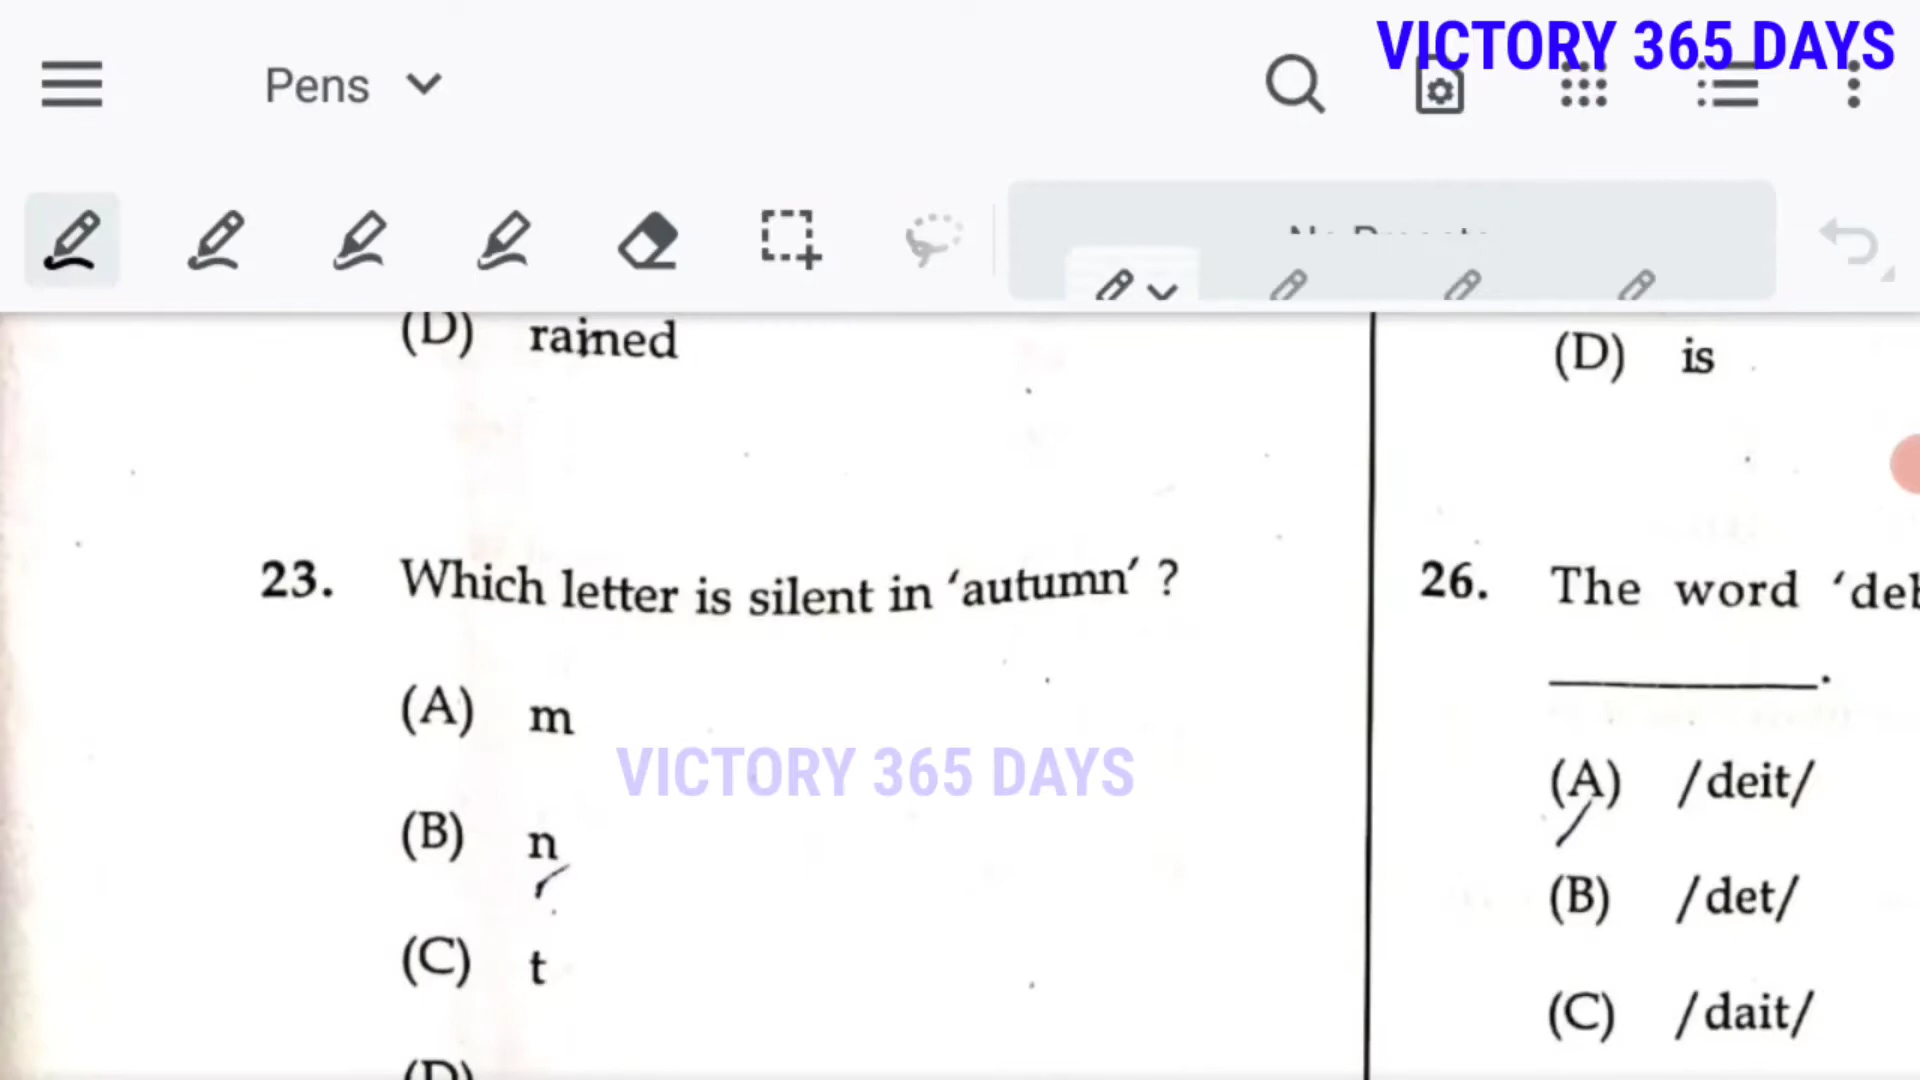 VICTORY 365 DAYS
Pens
(D) rained
23. Which letter is silent in ‘autumn’ ?
(A) m
(B) n
(C) t
(D)
VICTORY 365 DAYS
(D) is
26. The word
.
(A) /deit/
(B) /det/
(C) /dait/